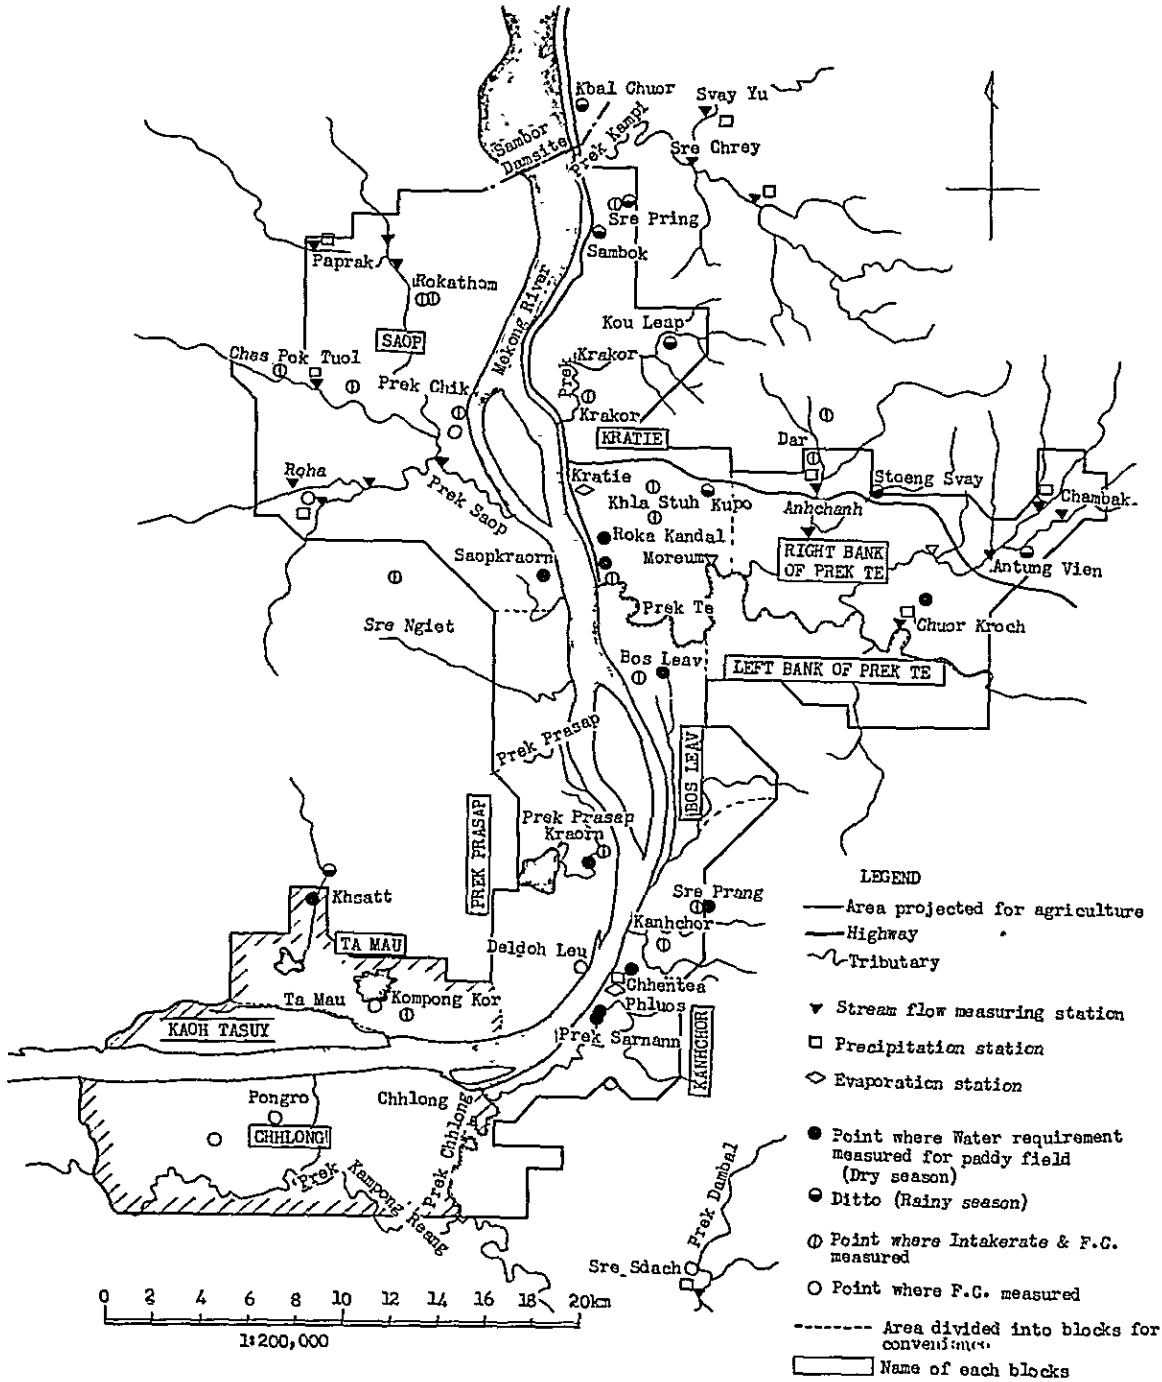 Kbal Chuor
Svay Yu
Sambor
Damsite
Prek Kampi
Sre Chrey
Sre Pring
Sambok
Paprak
Rokathom
Mekong River
SAOP
Kou Leap
Chas Pok Tuol
Prek Krakor
Prek Chik
Krakor
KRATIE
Dar
Roha
Kratie
Stoeng Svay
Khla Stuh Kupo
Anhchanh
Chambak
Prek Saop
Roka Kandal
Saopkraorn
Moreum
RIGHT BANK
OF PREK TE
Antung Vien
Prek Te
Sre Ngiet
Chuor Kroch
Bos Leav
LEFT BANK OF PREK TE
Prek Prasap
BOS LEAV
PREK PRASAP
Prek Prasap
Kraorn
Khsatt
Sre Prang
Kanhchor
TA MAU
Deldoh Leu
Chhentea
Ta Mau
Kompong Kor
Phluos
KAOH TASUY
Prek Sarnann
KANHCHOR
Pongro
Chhlong
CHHLONG
Prek Chhlong
Prek Kampong Reang
Prek Dambal
Sre Sdach
0 2 4 6 8 10 12 14 16 18 20km
1:200,000
LEGEND
Area projected for agriculture
Highway
Tributary
Stream flow measuring station
Precipitation station
Evaporation station
Point where Water requirement
measured for paddy field
(Dry season)
Ditto (Rainy season)
Point where Intakerate & F.C.
measured
Point where F.C. measured
Area divided into blocks for
Name of each blocks